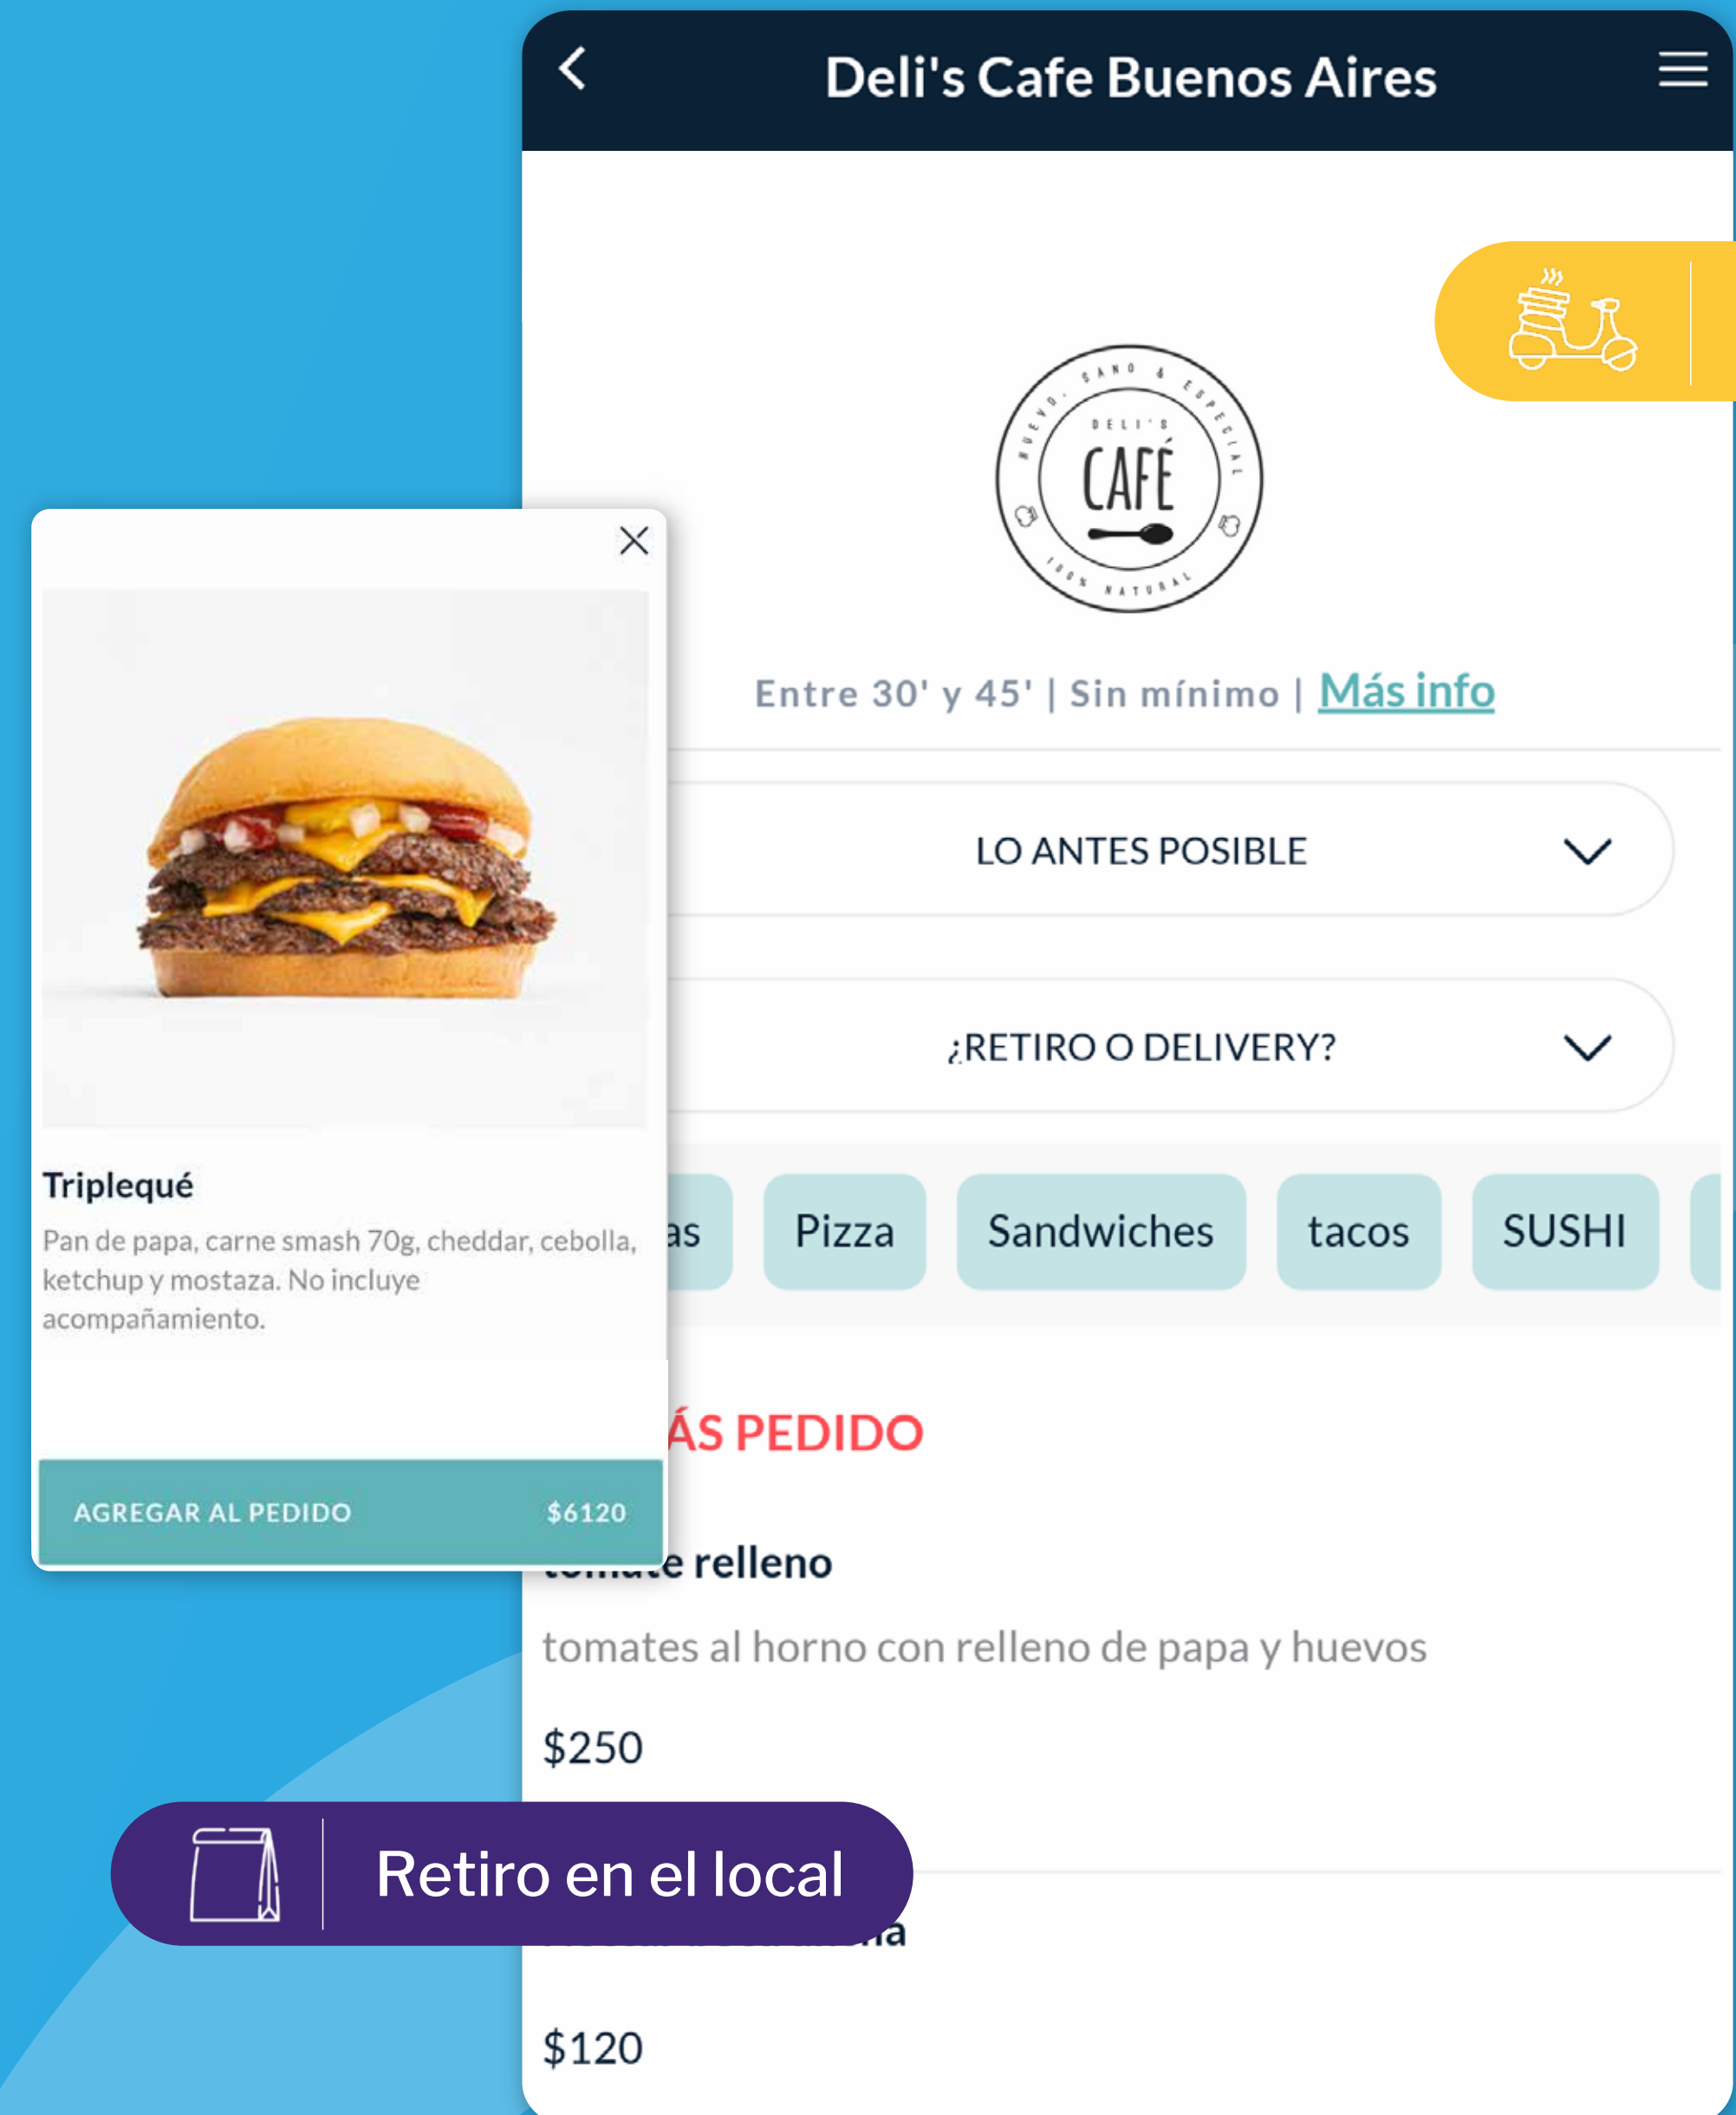 Deli's Cafe Buenos Aires
NUEVO, SANO & ESPECIAL
DELI'S
CAFÉ
100% NATURAL
Entre 30' y 45' | Sin mínimo | Más info
LO ANTES POSIBLE
¿RETIRO O DELIVERY?
Pizza
Sandwiches
tacos
SUSHI
Triplequé
Pan de papa, carne smash 70g, cheddar, cebolla,
ketchup y mostaza. No incluye
acompañamiento.
AGREGAR AL PEDIDO $6120
PEDIDO
relleno
tomates al horno con relleno de papa y huevos
$250
Retiro en el local
$120